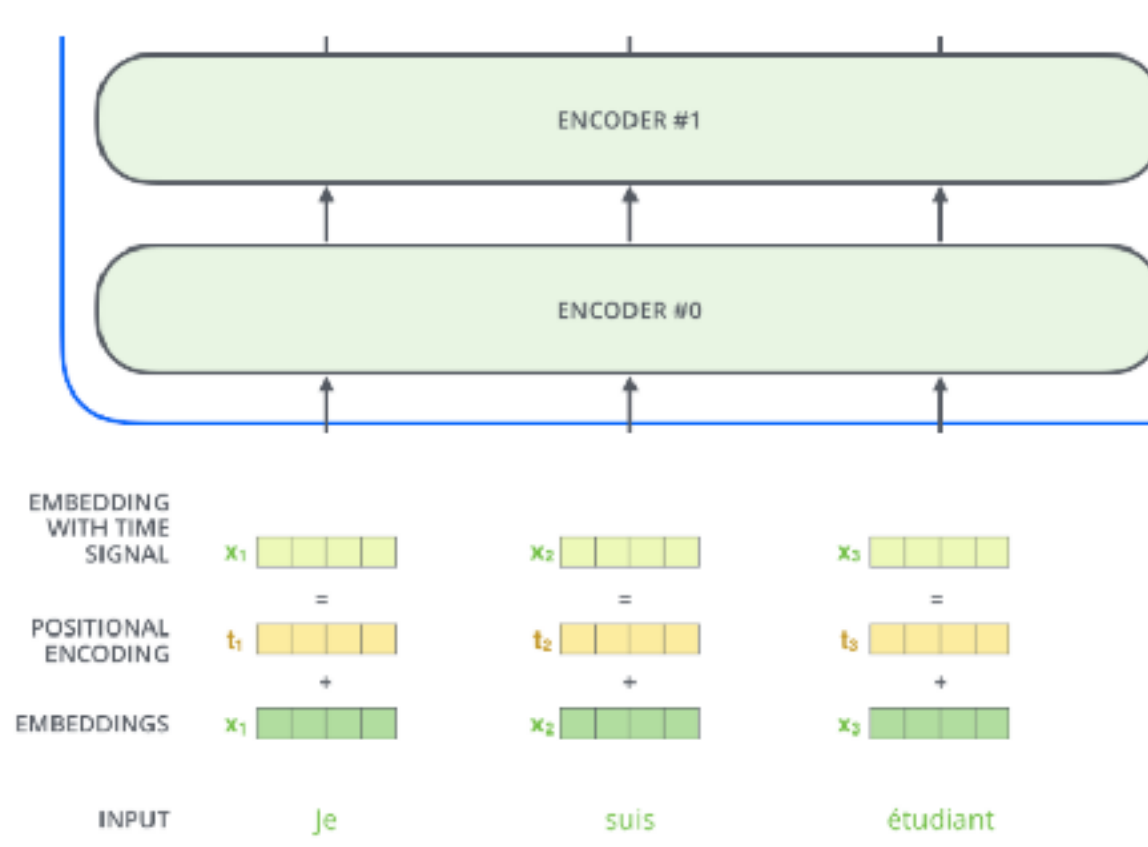 ENCODER #1
ENCODER #0
EMBEDDING
WITH TIME
SIGNAL
x₁ x₂ x₃
= = =
POSITIONAL
ENCODING
t₁ t₂ t₃
+ + +
EMBEDDINGS x₁ x₂ x₃
INPUT Je suis étudiant